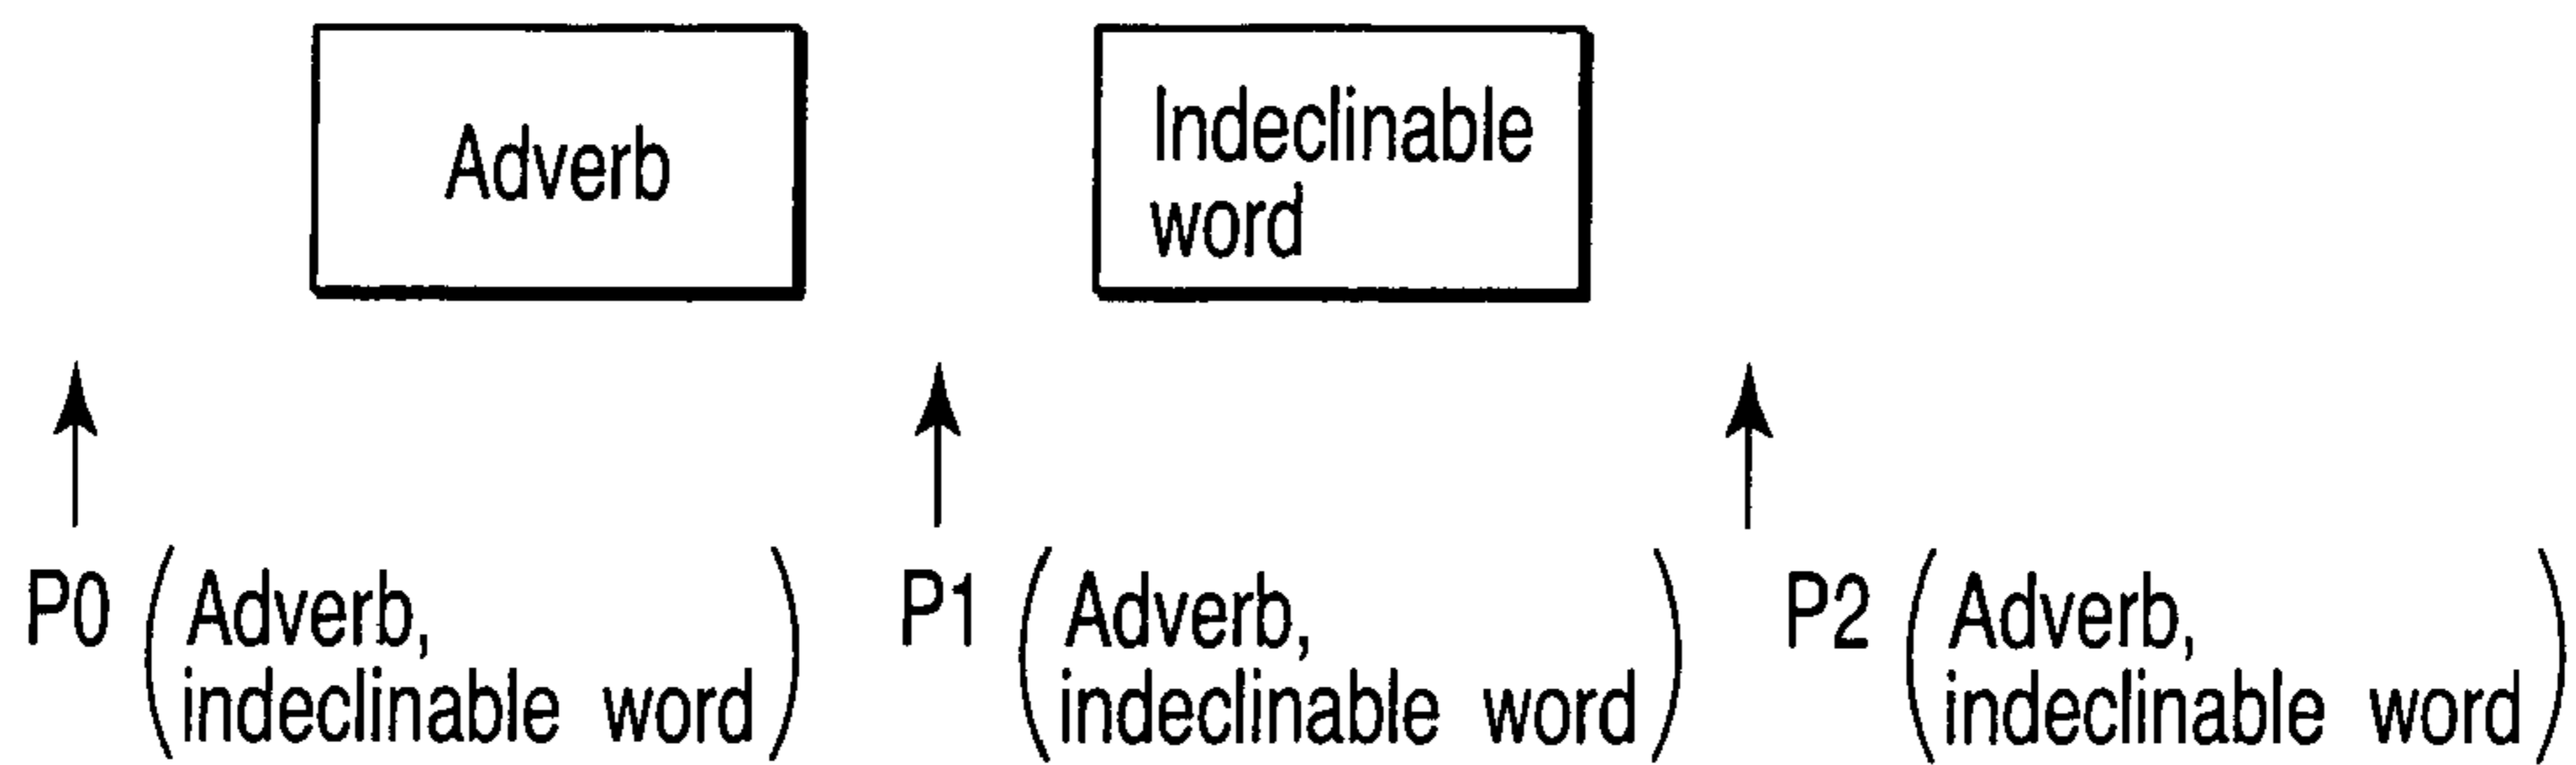 Adverb
Indeclinable
word
P0 (Adverb,
indeclinable word)
P1 (Adverb,
indeclinable word)
P2 (Adverb,
indeclinable word)